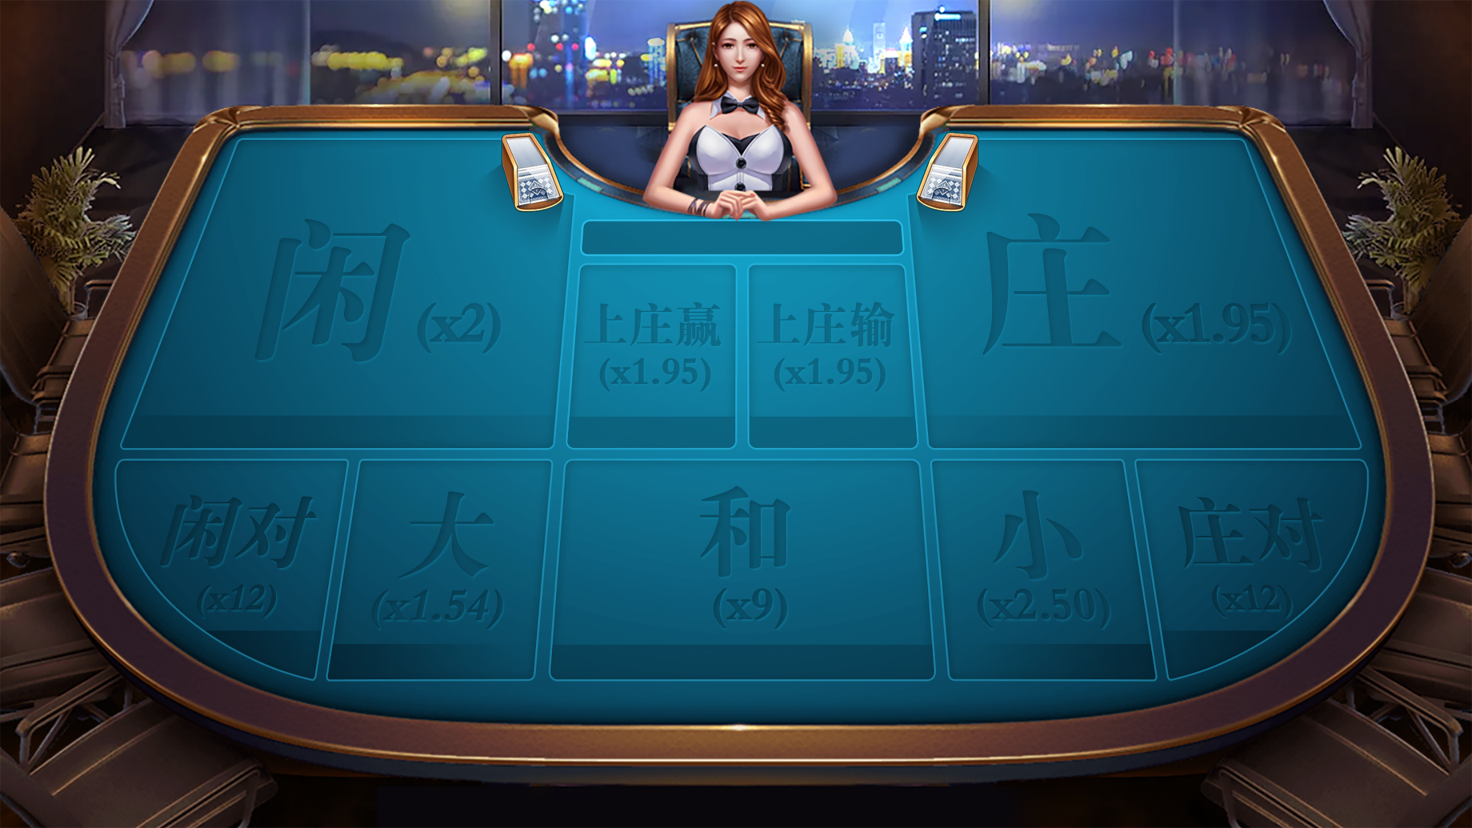 闲 (x2)
上庄赢
(x1.95)
上庄输
(x1.95)
庄 (x1.95)
闲对
(x12)
大
(x1.54)
和
(x9)
小
(x2.50)
庄对
(x12)